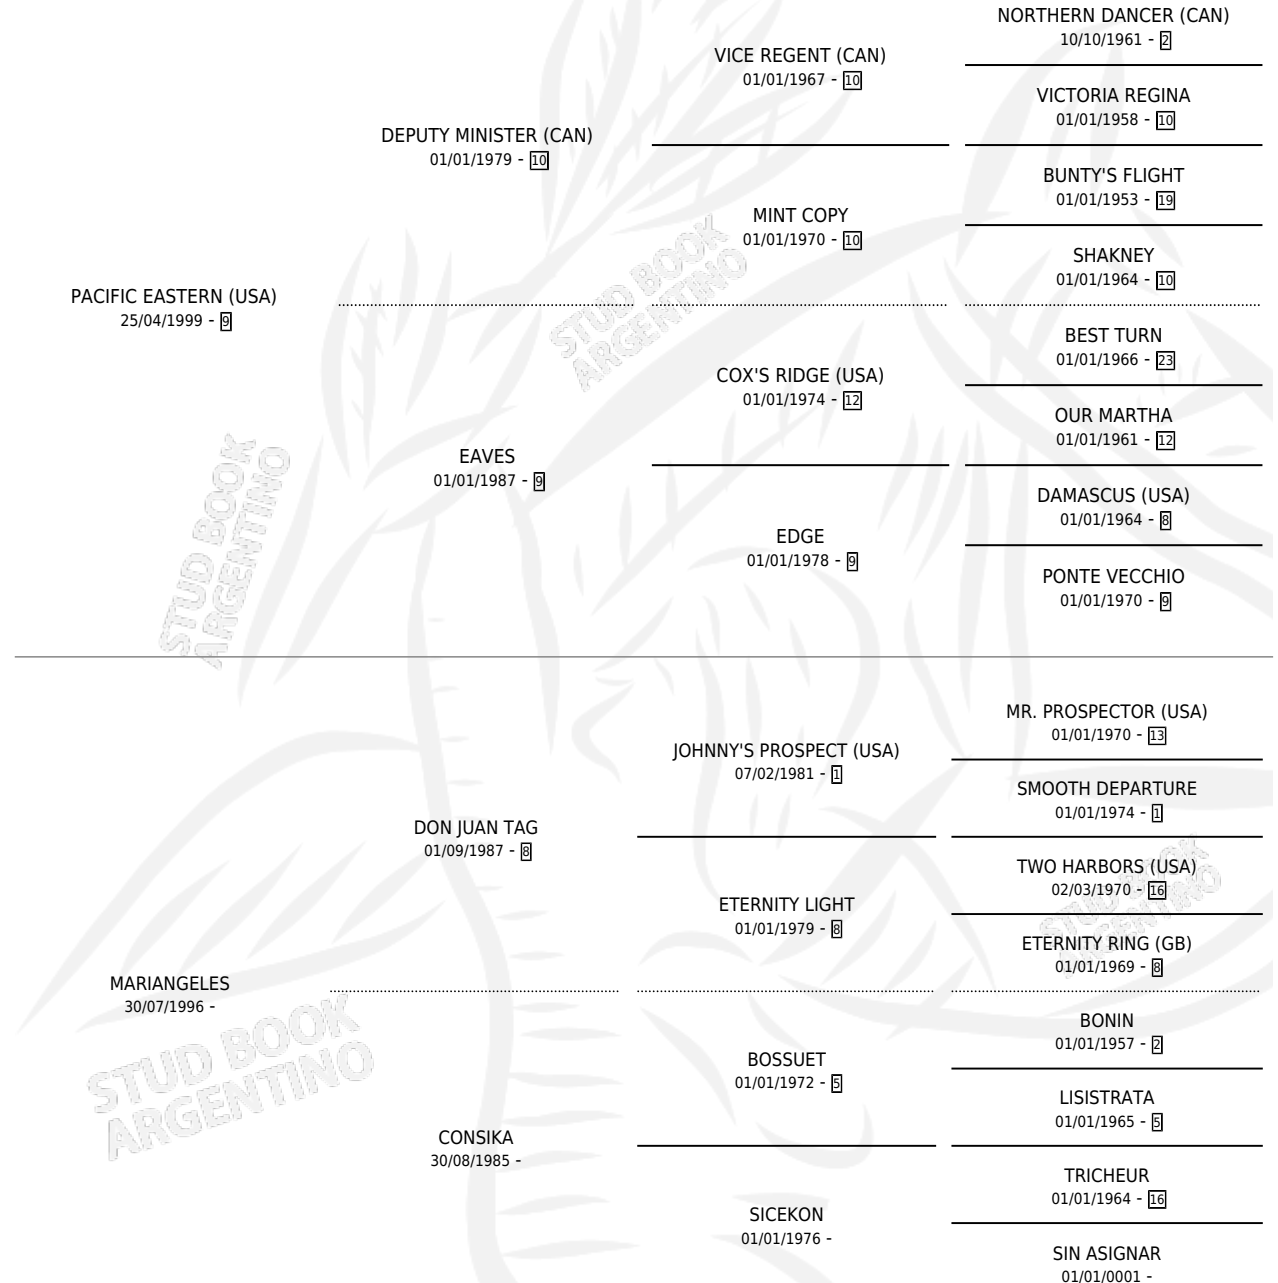 NORTHERN DANCER (CAN)
10/10/1961 - 2
VICE REGENT (CAN)
01/01/1967 - 10
VICTORIA REGINA
01/01/1958 - 10
DEPUTY MINISTER (CAN)
01/01/1979 - 10
BUNTY'S FLIGHT
01/01/1953 - 19
MINT COPY
01/01/1970 - 10
SHAKNEY
01/01/1964 - 10
PACIFIC EASTERN (USA)
25/04/1999 - 9
BEST TURN
01/01/1966 - 23
COX'S RIDGE (USA)
01/01/1974 - 12
OUR MARTHA
01/01/1961 - 12
EAVES
01/01/1987 - 9
DAMASCUS (USA)
01/01/1964 - 8
EDGE
01/01/1978 - 9
PONTE VECCHIO
01/01/1970 - 9
STUD BOOK
ARGENTINO
STUD BOOK
ARGENTINO
MR. PROSPECTOR (USA)
01/01/1970 - 13
JOHNNY'S PROSPECT (USA)
07/02/1981 - 1
SMOOTH DEPARTURE
01/01/1974 - 1
DON JUAN TAG
01/09/1987 - 8
TWO HARBORS (USA)
02/03/1970 - 16
ETERNITY LIGHT
01/01/1979 - 8
ETERNITY RING (GB)
01/01/1969 - 8
STUD BOOK
ARGENTINO
MARIANGELES
30/07/1996 -
BONIN
01/01/1957 - 2
BOSSUET
01/01/1972 - 5
LISISTRATA
01/01/1965 - 5
CONSIKA
30/08/1985 -
TRICHEUR
01/01/1964 - 16
SICEKON
01/01/1976 -
SIN ASIGNAR
01/01/0001 -
STUD BOOK
ARGENTINO